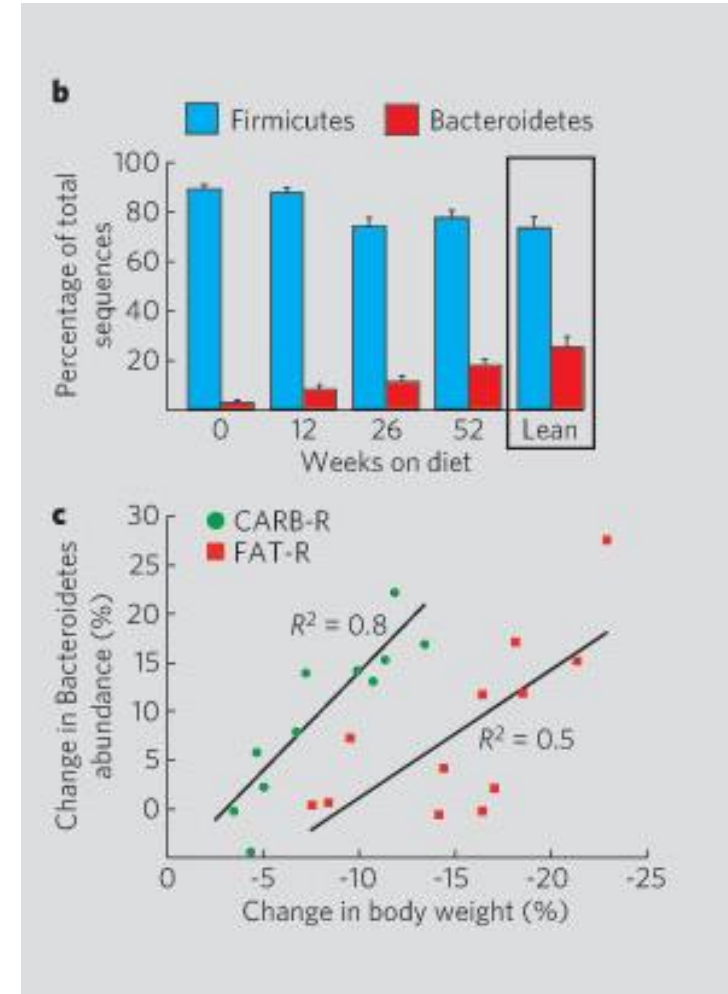 b
Firmicutes Bacteroidetes
Percentage of total
sequences
100
80
60
40
20
0 12 26 52 Lean
Weeks on diet
c
CARB-R
FAT-R
Change in Bacteroidetes
abundance (%)
30
25
20
15
10
5
0
R² = 0.8
R² = 0.5
0 -5 -10 -15 -20 -25
Change in body weight (%)